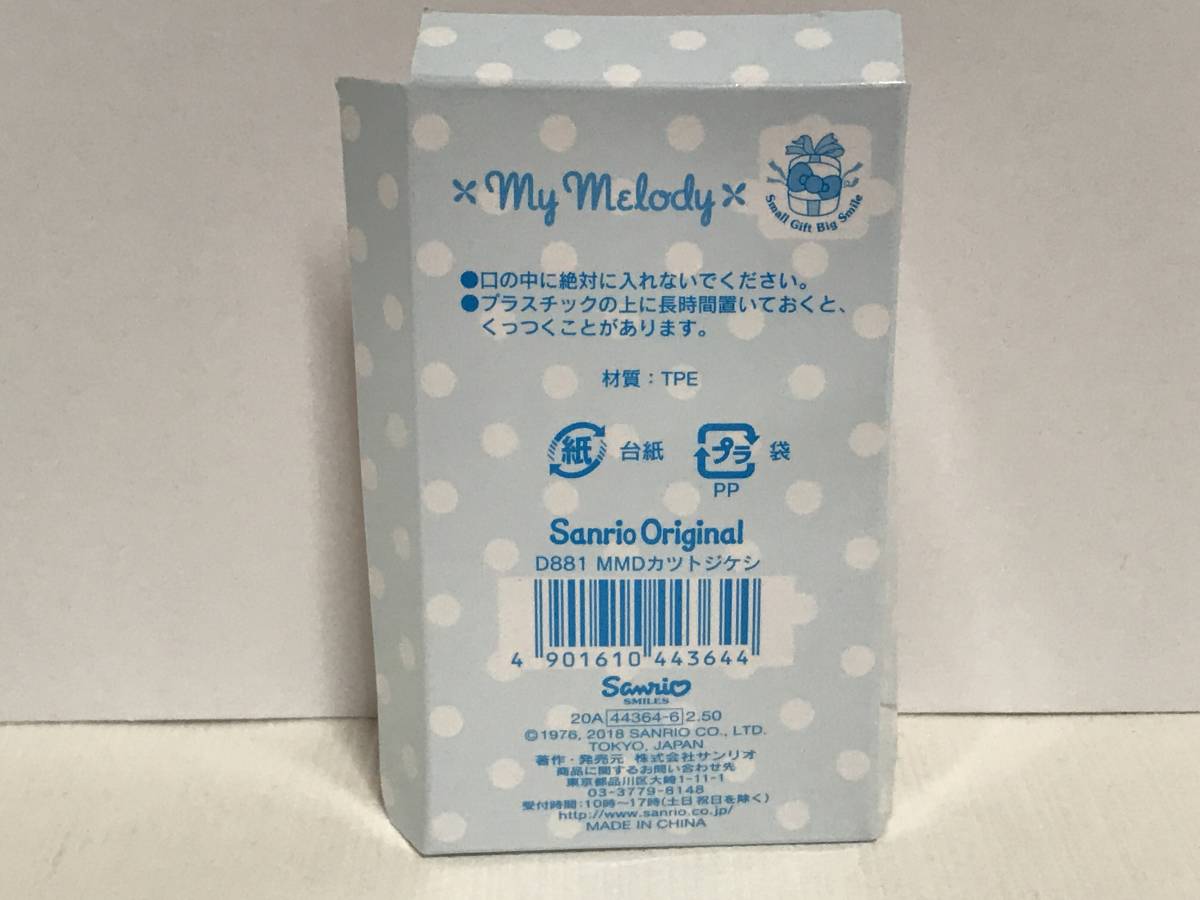 My Melody
Small Gift Big Smile
●口の中に絶対に入れないでください。
●プラスチックの上に長時間置いておくと、
くっつくことがあります。
材質：TPE
紙 台紙 プラ 袋
PP
Sanrio Original
D881 MMDカツトジケシ
4 901610 443644
Sanrio
SMILES
20A 44364-6 2.50
©1976, 2018 SANRIO CO., LTD.
TOKYO, JAPAN
著作・発売元 株式会社サンリオ
商品に関するお問い合わせ先
東京都品川区大崎1-11-1
03-3779-8148
受付時間:10時～17時(土日祝日を除く)
http://www.sanrio.co.jp/
MADE IN CHINA